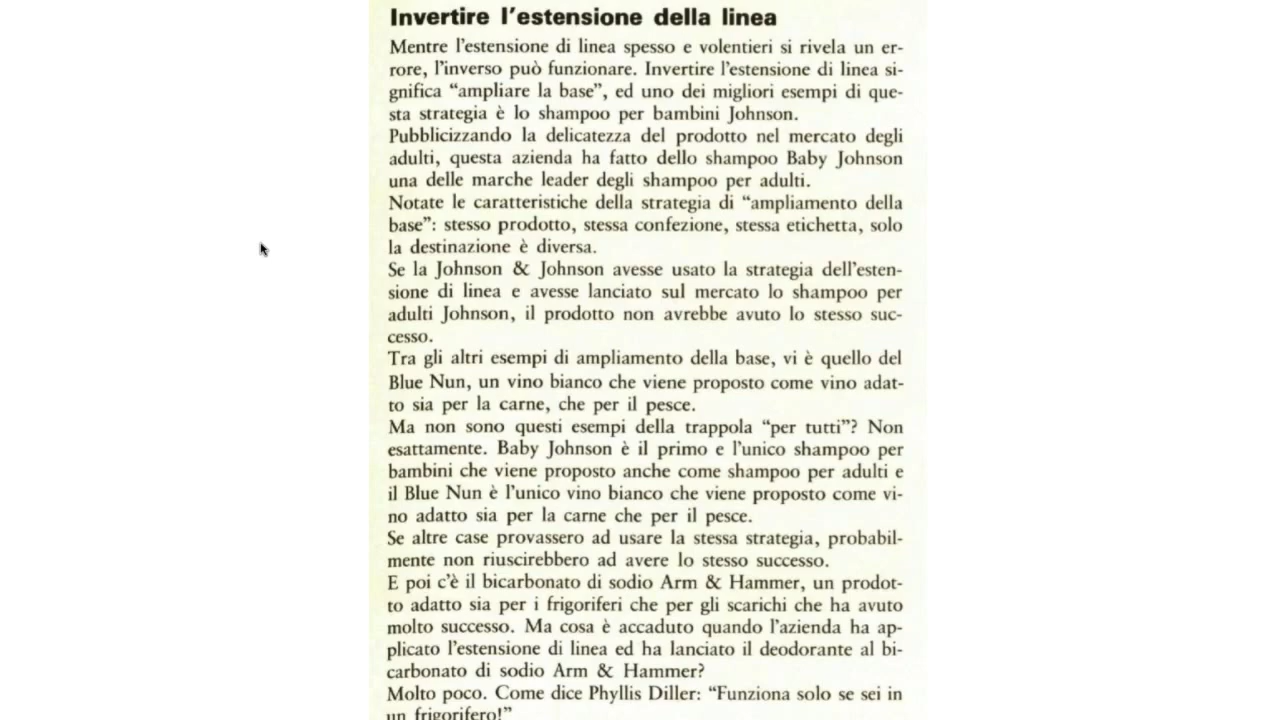 Invertire l'estensione della linea
Mentre l'estensione di linea spesso e volentieri si rivela un er-
rore, l'inverso può funzionare. Invertire l'estensione di linea si-
gnifica “ampliare la base”, ed uno dei migliori esempi di que-
sta strategia è lo shampoo per bambini Johnson.
Pubblicizzando la delicatezza del prodotto nel mercato degli
adulti, questa azienda ha fatto dello shampoo Baby Johnson
una delle marche leader degli shampoo per adulti.
Notate le caratteristiche della strategia di “ampliamento della
base”: stesso prodotto, stessa confezione, stessa etichetta, solo
la destinazione è diversa.
Se la Johnson & Johnson avesse usato la strategia dell'esten-
sione di linea e avesse lanciato sul mercato lo shampoo per
adulti Johnson, il prodotto non avrebbe avuto lo stesso suc-
cesso.
Tra gli altri esempi di ampliamento della base, vi è quello del
Blue Nun, un vino bianco che viene proposto come vino adat-
to sia per la carne, che per il pesce.
Ma non sono questi esempi della trappola “per tutti”? Non
esattamente. Baby Johnson è il primo e l'unico shampoo per
bambini che viene proposto anche come shampoo per adulti e
il Blue Nun è l'unico vino bianco che viene proposto come vi-
no adatto sia per la carne che per il pesce.
Se altre case provassero ad usare la stessa strategia, probabil-
mente non riuscirebbero ad avere lo stesso successo.
E poi c'è il bicarbonato di sodio Arm & Hammer, un prodot-
to adatto sia per i frigoriferi che per gli scarichi che ha avuto
molto successo. Ma cosa è accaduto quando l'azienda ha ap-
plicato l'estensione di linea ed ha lanciato il deodorante al bi-
carbonato di sodio Arm & Hammer?
Molto poco. Come dice Phyllis Diller: “Funziona solo se sei in
un frigorifero!”